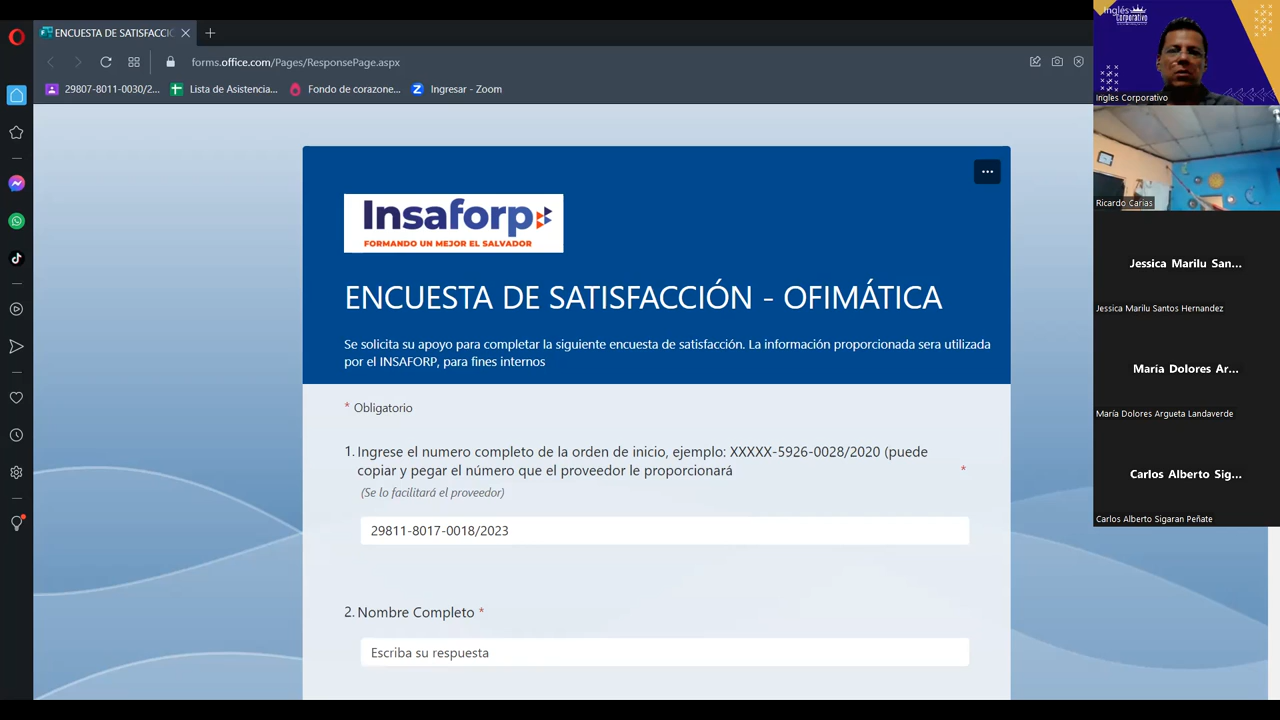 ENCUESTA DE SATISFACCIÓ
forms.office.com/Pages/ResponsePage.aspx
29807-8011-0030/2...
Lista de Asistencia...
Fondo de corazone...
Ingresar - Zoom
Insaforp
FORMANDO UN MEJOR EL SALVADOR
ENCUESTA DE SATISFACCIÓN - OFIMÁTICA
Se solicita su apoyo para completar la siguiente encuesta de satisfacción. La información proporcionada sera utilizada
por el INSAFORP, para fines internos
* Obligatorio
1. Ingrese el numero completo de la orden de inicio, ejemplo: XXXXX-5926-0028/2020 (puede
copiar y pegar el número que el proveedor le proporcionará *
(Se lo facilitará el proveedor)
29811-8017-0018/2023
2. Nombre Completo *
Escriba su respuesta
Inglés
Corporativo
Ingles Corporativo
Ricardo Carias
Jessica Marilu San...
Jessica Marilu Santos Hernandez
María Dolores Ar...
María Dolores Argueta Landaverde
Carlos Alberto Sig...
Carlos Alberto Sigaran Peñate